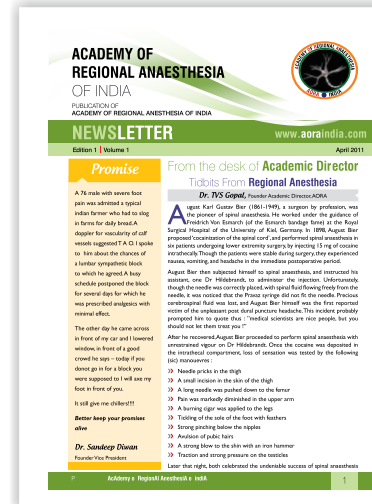 ACADEMY OF
REGIONAL ANAESTHESIA
OF INDIA
PUBLICATION OF
ACADEMY OF REGIONAL ANESTHESIA OF INDIA
ACADEMY OF REGIONAL ANAESTHESIA
AORA INDIA
NEWSLETTER
www.aoraindia.com
Edition 1 | Volume 1
April 2011
Promise
A 76 male with severe foot
pain was admitted a typical
indian farmer who had to slog
in farms for daily bread. A
doppler for vascularity of calf
vessels suggested T A O. I spoke
to him about the chances of
a lumbar sympathetic block
to which he agreed. A busy
schedule postponed the block
for several days for which he
was prescribed analgesics with
minimal effect.
The other day he came across
in front of my car and I lowered
window, in front of a good
crowd he says – today if you
donot go in for a block you
were supposed to I will axe my
foot in front of you.
It still give me chillers!!!!
Better keep your promises
alive
Dr. Sandeep Diwan
Founder Vice President
From the desk of Academic Director
Tidbits From Regional Anesthesia
Dr. TVS Gopal, Founder Academic Director, AORA
August Karl Gustav Bier (1861-1949), a surgeon by profession, was
the pioneer of spinal anaesthesia. He worked under the guidance of
Freidrich Von Esmarch (of the Esmarch bandage fame) at the Royal
Surgical Hospital of the University of Kiel, Germany. In 1898, August Bier
proposed 'cocainization of the spinal cord', and performed spinal anaesthesia in
six patients undergoing lower extremity surgery, by injecting 15 mg of cocaine
intrathecally. Though the patients were stable during surgery, they experienced
nausea, vomiting, and headache in the immediate postoperative period.
August Bier then subjected himself to spinal anaesthesia, and instructed his
assistant, one Dr Hildebrandt, to administer the injection. Unfortunately,
though the needle was correctly placed, with spinal fluid flowing freely from the
needle, it was noticed that the Pravaz syringe did not fit the needle. Precious
cerebrospinal fluid was lost, and August Bier himself was the first reported
victim of the unpleasant post dural puncture headache. This incident probably
prompted him to quote thus : "medical scientists are nice people, but you
should not let them treat you !"
After he recovered, August Bier proceeded to perform spinal anaesthesia with
unrestrained vigour on Dr Hildebrandt. Once the cocaine was deposited in
the intrathecal compartment, loss of sensation was tested by the following
(sic) manouevres :
» Needle pricks in the thigh
» A small incision in the skin of the thigh
» A long needle was pushed down to the femur
» Pain was markedly diminished in the upper arm
» A burning cigar was applied to the legs
» Tickling of the sole of the foot with feathers
» Strong pinching below the nipples
» Avulsion of pubic hairs
» A strong blow to the shin with an iron hammer
» Traction and strong pressure on the testicles
Later that night, both celebrated the undeniable success of spinal anaesthesia
AcAdemy o RegionAl AnesthesiA o indiA
1